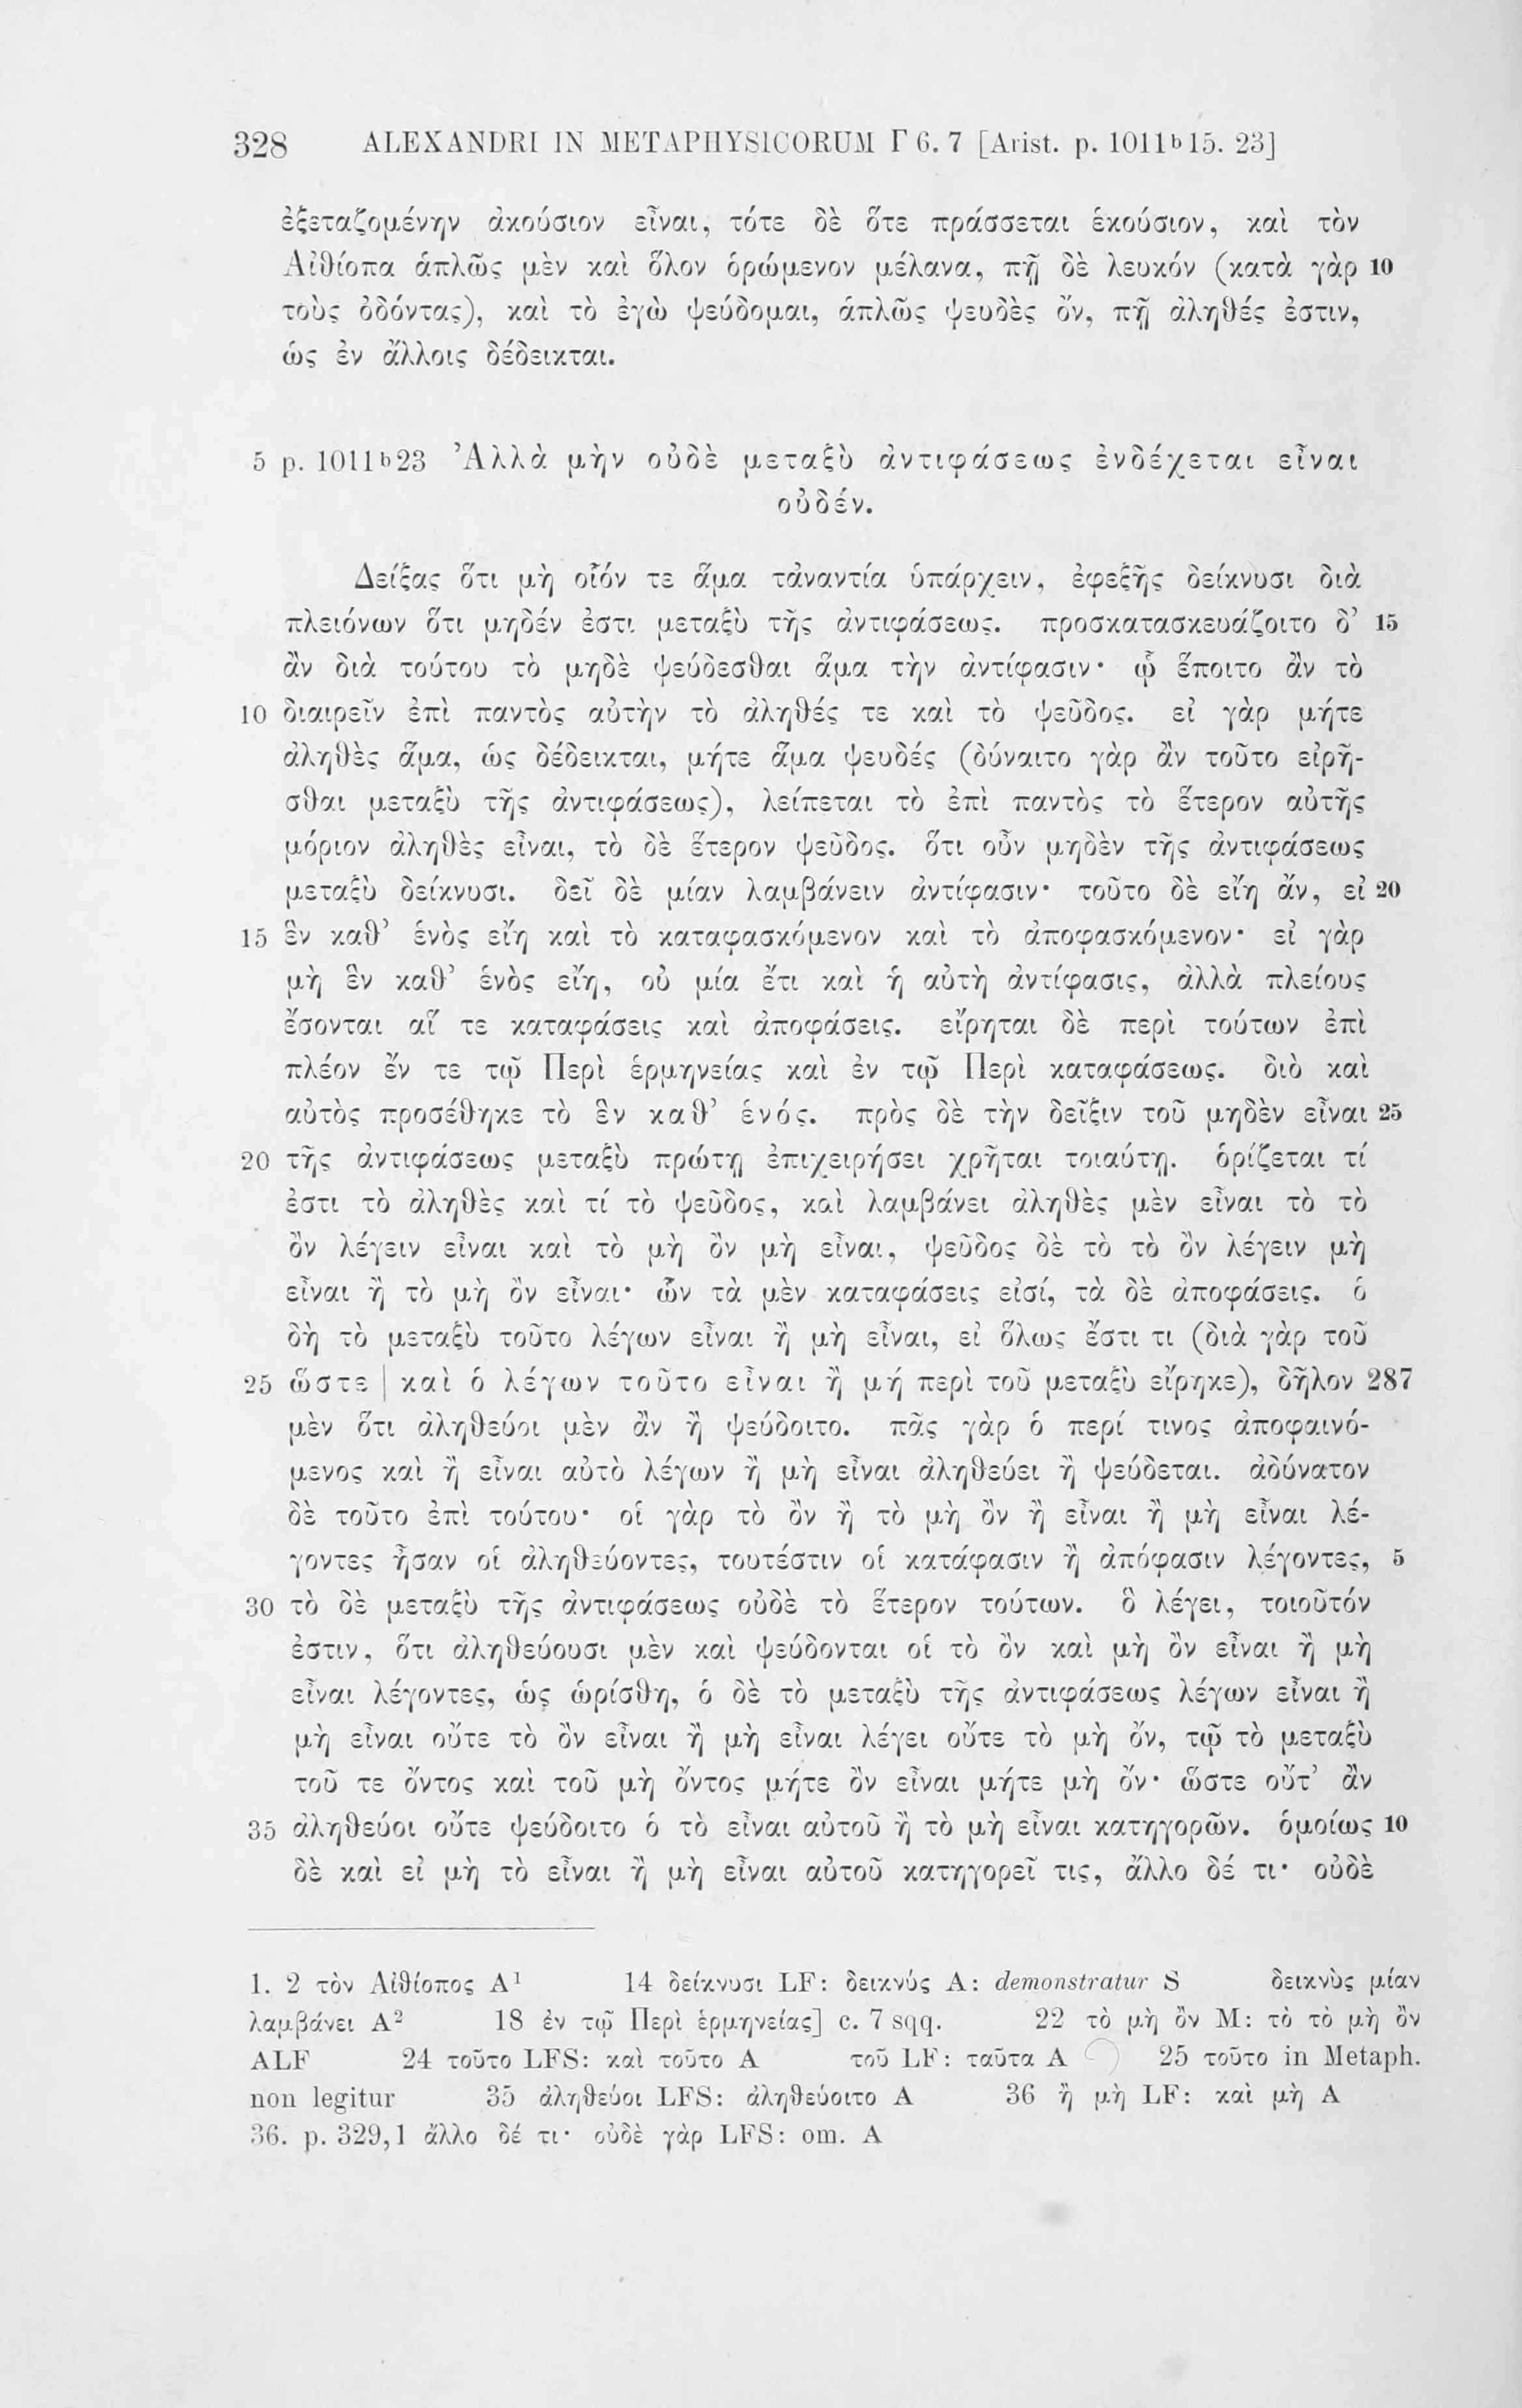 328 ALEXANDRI IN METAPHYSICORUM Γ 6. 7 [Arist. p. 1011ᵇ15. 23]
ἐξεταζομένην ἀκούσιον εἶναι, τότε δὲ ὅτε πράσσεται ἑκούσιον, καὶ τὸν
Αἰθίοπα ἁπλῶς μὲν καὶ ὅλον ὁρώμενον μέλανα, πῇ δὲ λευκόν (κατὰ γὰρ 10
τοὺς ὀδόντας), καὶ τὸ ἐγὼ ψεύδομαι, ἁπλῶς ψευδὲς ὄν, πῇ ἀληθές ἐστιν,
ὡς ἐν ἄλλοις δέδεικται.
5 p. 1011ᵇ23 Ἀλλὰ μὴν οὐδὲ μεταξὺ ἀντιφάσεως ἐνδέχεται εἶναι
οὐδέν.
Δείξας ὅτι μὴ οἷόν τε ἅμα τἀναντία ὑπάρχειν, ἐφεξῆς δείκνυσι διὰ
πλειόνων ὅτι μηδέν ἐστι μεταξὺ τῆς ἀντιφάσεως. προσκατασκευάζοιτο δ’ 15
ἂν διὰ τούτου τὸ μηδὲ ψεύδεσθαι ἅμα τὴν ἀντίφασιν· ᾧ ἕποιτο ἂν τὸ
10 διαιρεῖν ἐπὶ παντὸς αὐτὴν τὸ ἀληθές τε καὶ τὸ ψεῦδος. εἰ γὰρ μήτε
ἀληθὲς ἅμα, ὡς δέδεικται, μήτε ἅμα ψευδές (δύναιτο γὰρ ἂν τοῦτο εἰρῆ-
σθαι μεταξὺ τῆς ἀντιφάσεως), λείπεται τὸ ἐπὶ παντὸς τὸ ἕτερον αὐτῆς
μόριον ἀληθὲς εἶναι, τὸ δὲ ἕτερον ψεῦδος. ὅτι οὖν μηδὲν τῆς ἀντιφάσεως
μεταξὺ δείκνυσι. δεῖ δὲ μίαν λαμβάνειν ἀντίφασιν· τοῦτο δὲ εἴη ἄν, εἰ 20
15 ἓν καθ’ ἑνὸς εἴη καὶ τὸ καταφασκόμενον καὶ τὸ ἀποφασκόμενον· εἰ γὰρ
μὴ ἓν καθ’ ἑνὸς εἴη, οὐ μία ἔτι καὶ ἡ αὐτὴ ἀντίφασις, ἀλλὰ πλείους
ἔσονται αἵ τε καταφάσεις καὶ ἀποφάσεις. εἴρηται δὲ περὶ τούτων ἐπὶ
πλέον ἔν τε τῷ Περὶ ἑρμηνείας καὶ ἐν τῷ Περὶ καταφάσεως. διὸ καὶ
αὐτὸς προσέθηκε τὸ ἓν καθ’ ἑνός. πρὸς δὲ τὴν δεῖξιν τοῦ μηδὲν εἶναι 25
20 τῆς ἀντιφάσεως μεταξὺ πρώτῃ ἐπιχειρήσει χρῆται τοιαύτῃ. ὁρίζεται τί
ἐστι τὸ ἀληθὲς καὶ τί τὸ ψεῦδος, καὶ λαμβάνει ἀληθὲς μὲν εἶναι τὸ τὸ
ὂν λέγειν εἶναι καὶ τὸ μὴ ὂν μὴ εἶναι, ψεῦδος δὲ τὸ τὸ ὂν λέγειν μὴ
εἶναι ἢ τὸ μὴ ὂν εἶναι· ὧν τὰ μὲν καταφάσεις εἰσί, τὰ δὲ ἀποφάσεις. ὁ
δὴ τὸ μεταξὺ τοῦτο λέγων εἶναι ἢ μὴ εἶναι, εἰ ὅλως ἔστι τι (διὰ γὰρ τοῦ
25 ὥστε | καὶ ὁ λέγων τοῦτο εἶναι ἢ μή περὶ τοῦ μεταξὺ εἴρηκε), δῆλον 287
μὲν ὅτι ἀληθεύοι μὲν ἂν ἢ ψεύδοιτο. πᾶς γὰρ ὁ περί τινος ἀποφαινό-
μενος καὶ ἢ εἶναι αὐτὸ λέγων ἢ μὴ εἶναι ἀληθεύει ἢ ψεύδεται. ἀδύνατον
δὲ τοῦτο ἐπὶ τούτου· οἱ γὰρ τὸ ὂν ἢ τὸ μὴ ὂν ἢ εἶναι ἢ μὴ εἶναι λέ-
γοντες ἦσαν οἱ ἀληθεύοντες, τουτέστιν οἱ κατάφασιν ἢ ἀπόφασιν λέγοντες, 5
30 τὸ δὲ μεταξὺ τῆς ἀντιφάσεως οὐδὲ τὸ ἕτερον τούτων. ὃ λέγει, τοιοῦτόν
ἐστιν, ὅτι ἀληθεύουσι μὲν καὶ ψεύδονται οἱ τὸ ὂν καὶ μὴ ὂν εἶναι ἢ μὴ
εἶναι λέγοντες, ὡς ὡρίσθη, ὁ δὲ τὸ μεταξὺ τῆς ἀντιφάσεως λέγων εἶναι ἢ
μὴ εἶναι οὔτε τὸ ὂν εἶναι ἢ μὴ εἶναι λέγει οὔτε τὸ μὴ ὄν, τῷ τὸ μεταξὺ
τοῦ τε ὄντος καὶ τοῦ μὴ ὄντος μήτε ὂν εἶναι μήτε μὴ ὄν· ὥστε οὔτ’ ἂν
35 ἀληθεύοι οὔτε ψεύδοιτο ὁ τὸ εἶναι αὐτοῦ ἢ τὸ μὴ εἶναι κατηγορῶν. ὁμοίως 10
δὲ καὶ εἰ μὴ τὸ εἶναι ἢ μὴ εἶναι αὐτοῦ κατηγορεῖ τις, ἄλλο δέ τι· οὐδὲ
1. 2 τὸν Αἰθίοπος A¹ 14 δείκνυσι LF: δεικνύς A: demonstratur S δεικνὺς μίαν
λαμβάνει A² 18 ἐν τῷ Περὶ ἑρμηνείας] c. 7 sqq. 22 τὸ μὴ ὂν M: τὸ τὸ μὴ ὂν
ALF 24 τοῦτο LFS: καὶ τοῦτο A τοῦ LF: ταῦτα A 25 τοῦτο in Metaph.
non legitur 35 ἀληθεύοι LFS: ἀληθεύοιτο A 36 ἢ μὴ LF: καὶ μὴ A
36. p. 329,1 ἄλλο δέ τι· οὐδὲ γὰρ LFS: om. A